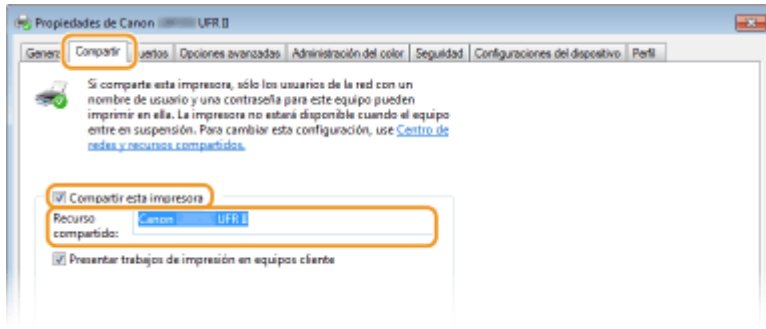 Propiedades de Canon UFR II
General Compartir Puertos Opciones avanzadas Administración del color Seguridad Configuraciones del dispositivo Perfil
Si comparte esta impresora, sólo los usuarios de la red con un
nombre de usuario y una contraseña para este equipo pueden
imprimir en ella. La impresora no estará disponible cuando el equipo
entre en suspensión. Para cambiar esta configuración, use Centro de
redes y recursos compartidos.
Compartir esta impresora
Recurso
compartido:
Canon UFR II
Presentar trabajos de impresión en equipos cliente